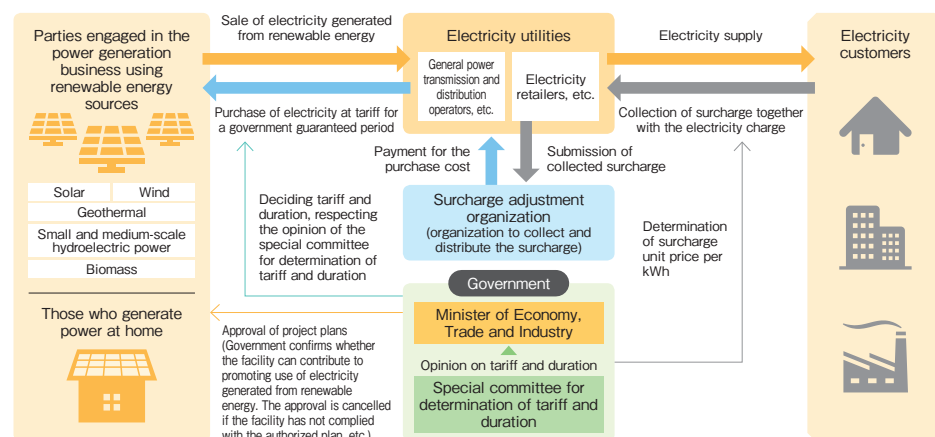 Parties engaged in the
power generation
business using
renewable energy
sources
Solar
Wind
Geothermal
Small and medium-scale
hydroelectric power
Biomass
Those who generate
power at home
Sale of electricity generated
from renewable energy
Purchase of electricity at tariff for
a government guaranteed period
Electricity utilities
General power
transmission and
distribution
operators, etc.
Electricity
retailers, etc.
Electricity supply
Collection of surcharge together
with the electricity charge
Electricity
customers
Payment for the
purchase cost
Submission of
collected surcharge
Surcharge adjustment
organization
(organization to collect and
distribute the surcharge)
Deciding tariff and
duration, respecting
the opinion of the
special committee
for determination of
tariff and duration
Determination
of surcharge
unit price per
kWh
Government
Minister of Economy,
Trade and Industry
Opinion on tariff and duration
Special committee for
determination of tariff and
duration
Approval of project plans
(Government confirms whether
the facility can contribute to
promoting use of electricity
generated from renewable
energy. The approval is cancelled
if the facility has not complied
with the authorized plan, etc.)